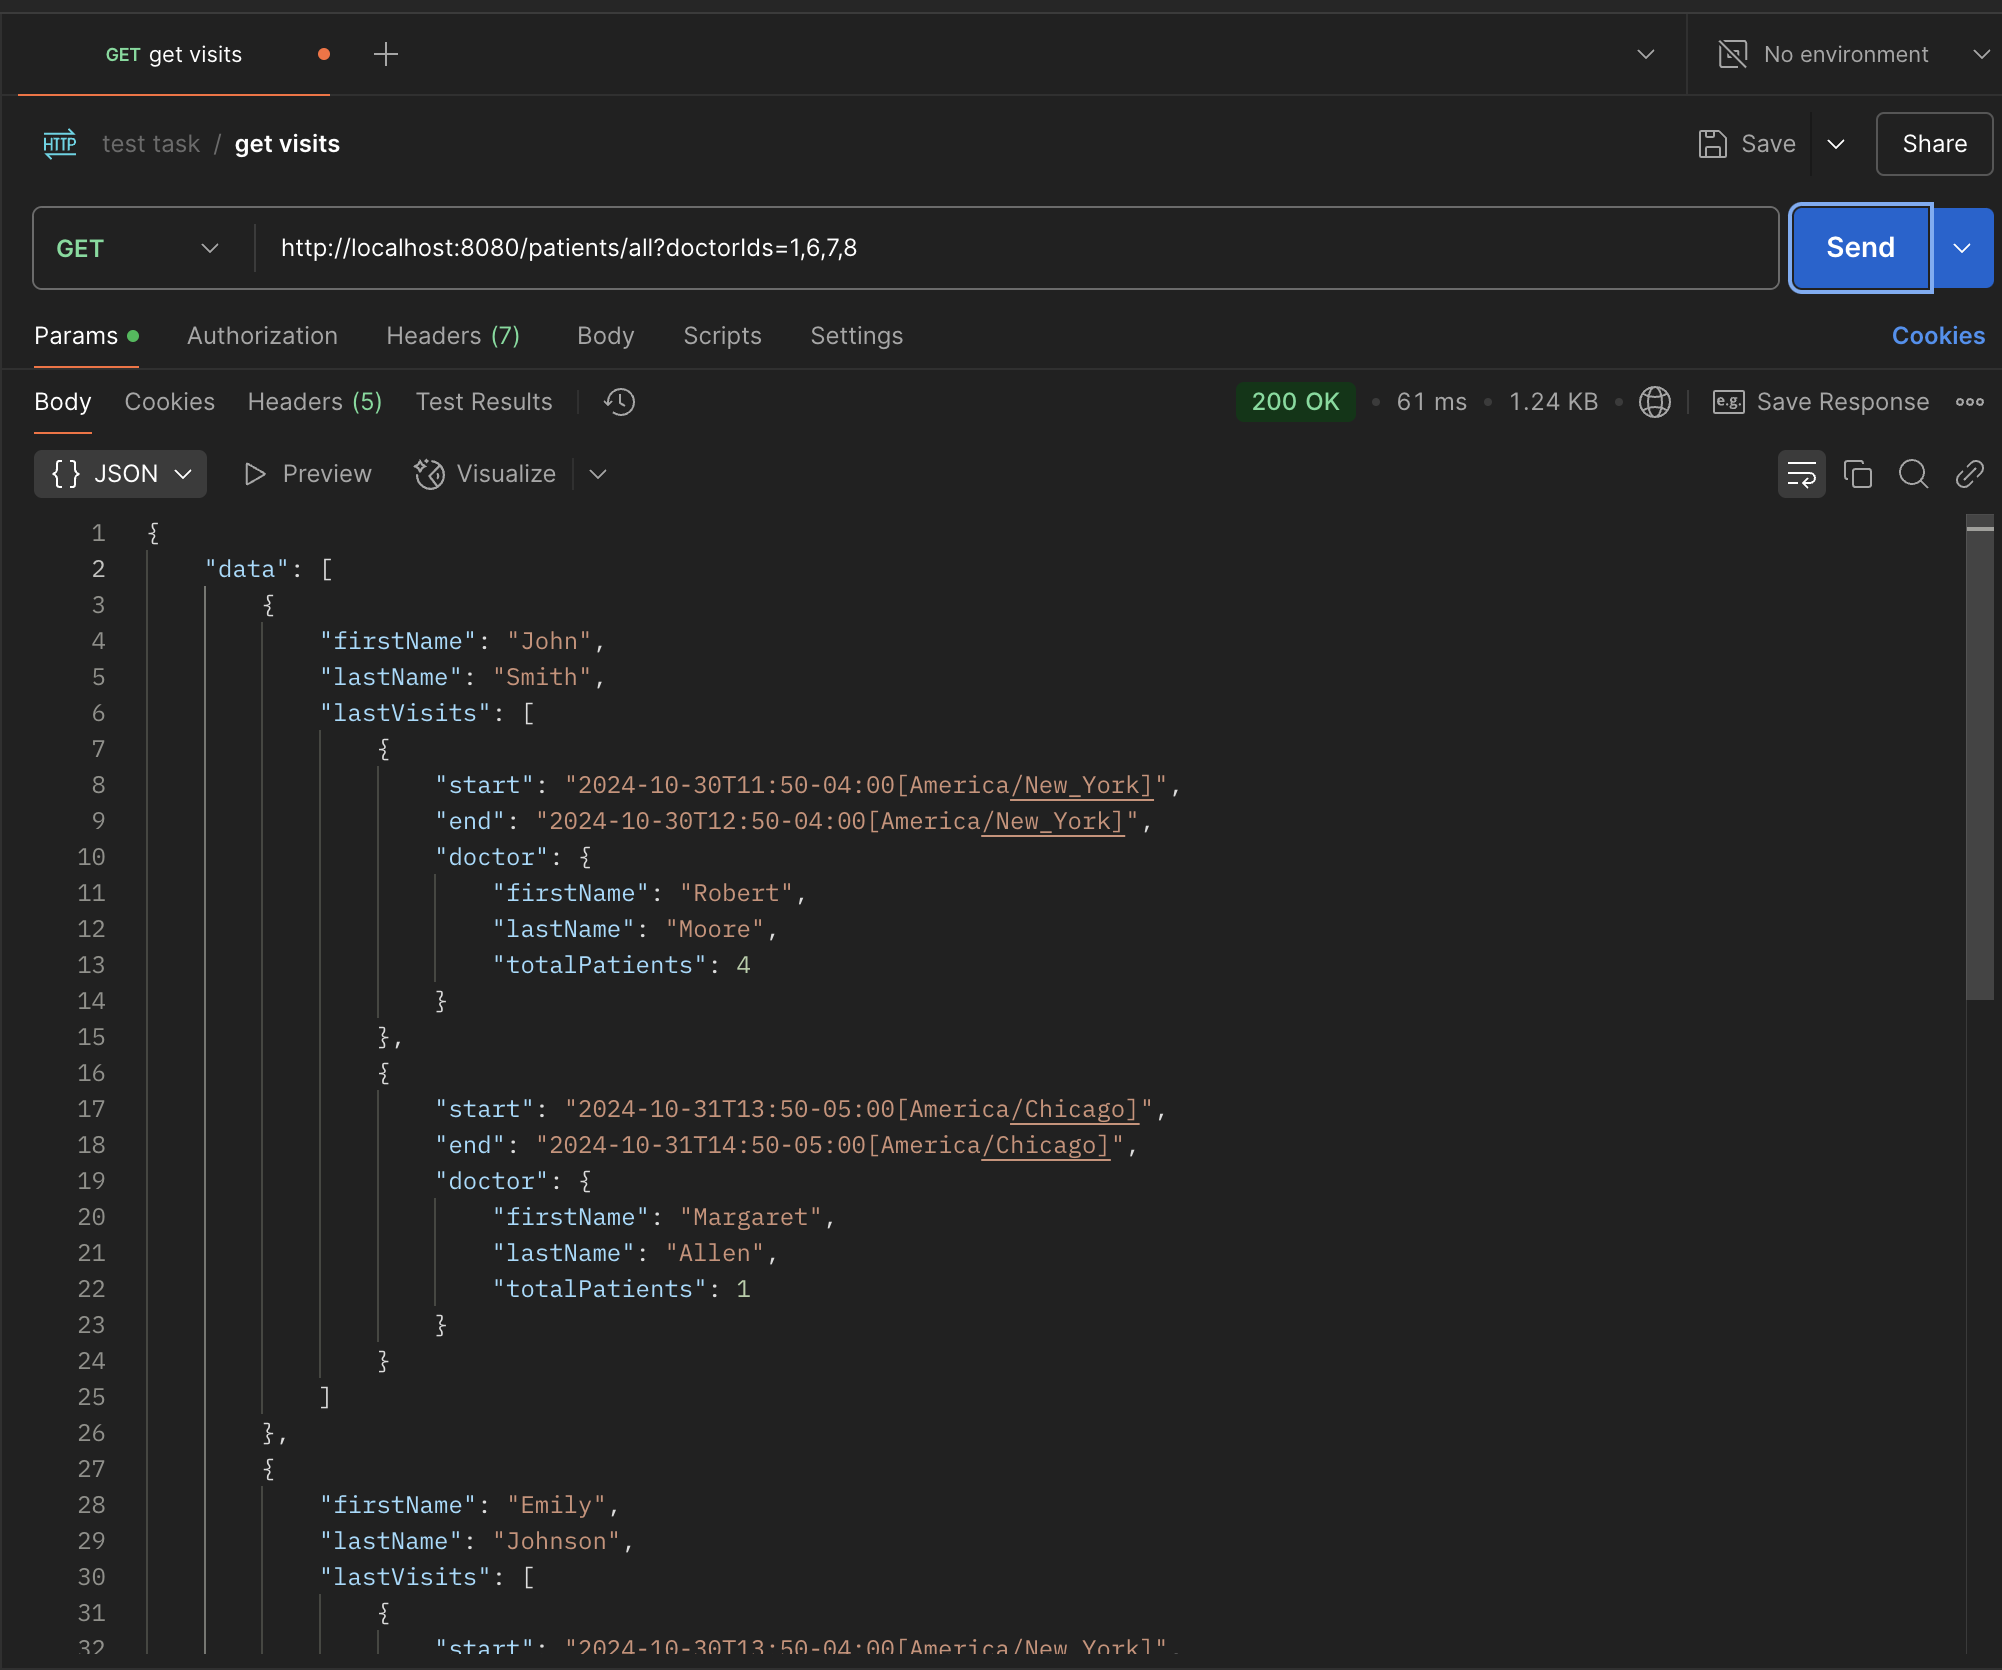 GET get visits
No environment
HTTP test task / get visits
Save
Share
GET http://localhost:8080/patients/all?doctorIds=1,6,7,8
Send
Params Authorization Headers (7) Body Scripts Settings Cookies
Body Cookies Headers (5) Test Results 200 OK • 61 ms • 1.24 KB • e.g. Save Response
{ } JSON Preview Visualize
1 {
2 "data": [
3 {
4 "firstName": "John",
5 "lastName": "Smith",
6 "lastVisits": [
7 {
8 "start": "2024-10-30T11:50-04:00[America/New_York]",
9 "end": "2024-10-30T12:50-04:00[America/New_York]",
10 "doctor": {
11 "firstName": "Robert",
12 "lastName": "Moore",
13 "totalPatients": 4
14 }
15 },
16 {
17 "start": "2024-10-31T13:50-05:00[America/Chicago]",
18 "end": "2024-10-31T14:50-05:00[America/Chicago]",
19 "doctor": {
20 "firstName": "Margaret",
21 "lastName": "Allen",
22 "totalPatients": 1
23 }
24 }
25 ]
26 },
27 {
28 "firstName": "Emily",
29 "lastName": "Johnson",
30 "lastVisits": [
31 {
32 "start": "2024-10-30T13:50-04:00[America/New_York]",